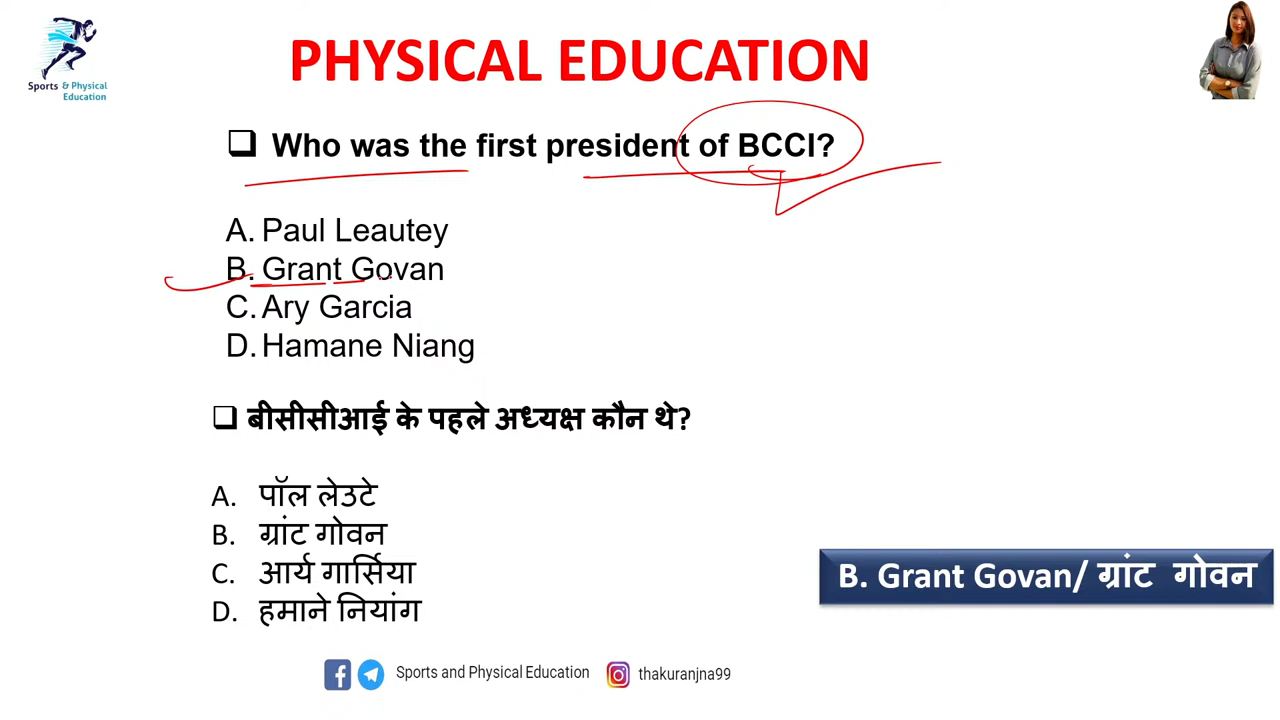 PHYSICAL EDUCATION
Sports & Physical
Education
Who was the first president of BCCI?
A. Paul Leautey
B. Grant Govan
C. Ary Garcia
D. Hamane Niang
बीसीसीआई के पहले अध्यक्ष कौन थे?
A. पॉल लेउटे
B. ग्रांट गोवन
C. आर्य गार्सिया
D. हमाने नियांग
B. Grant Govan/ ग्रांट गोवन
Sports and Physical Education thakuranjna99